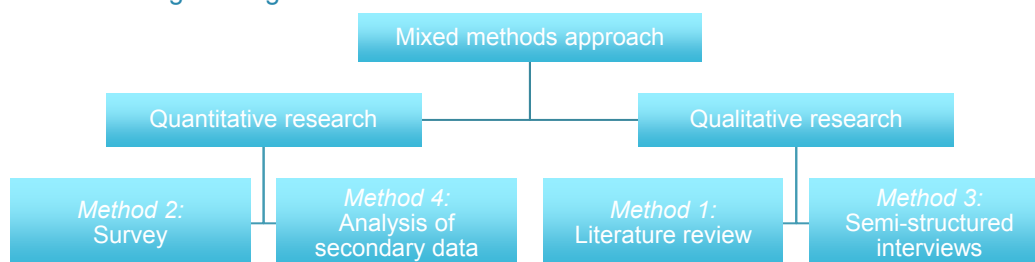 Mixed methods approach
Quantitative research
Qualitative research
Method 2:
Survey
Method 4:
Analysis of
secondary data
Method 1:
Literature review
Method 3:
Semi-structured
interviews